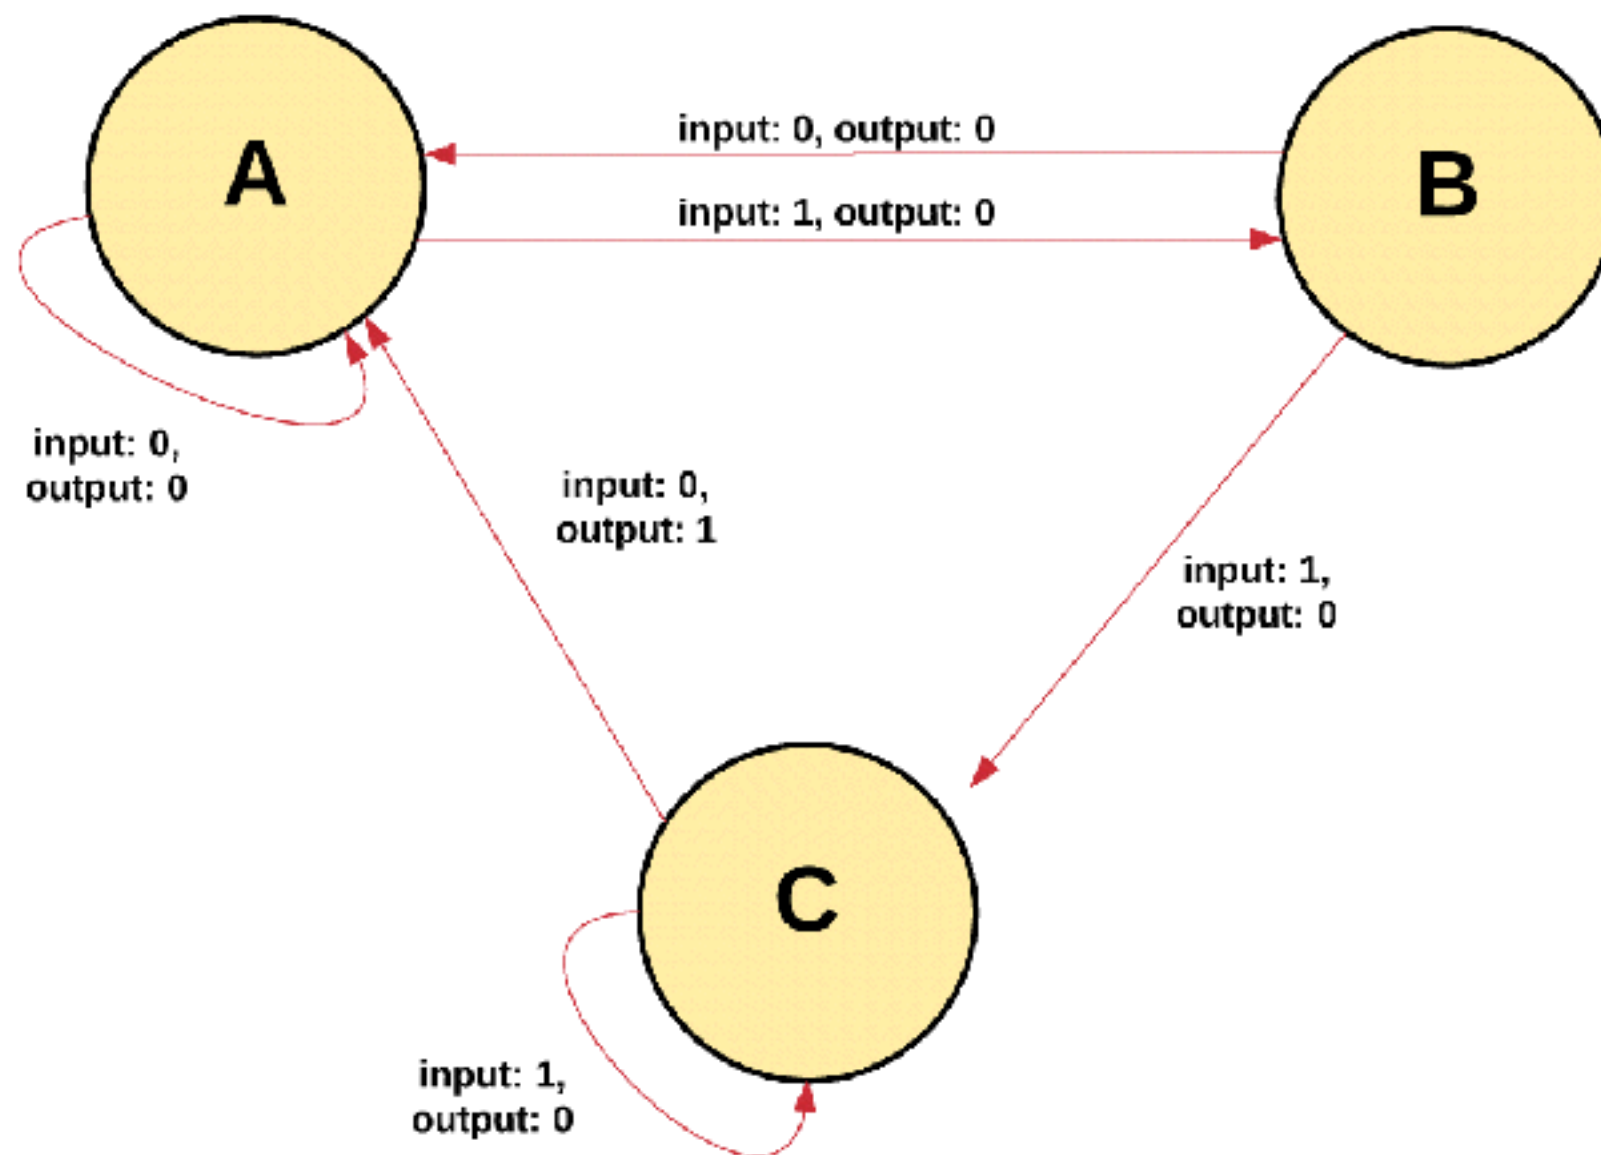 A
B
input: 0, output: 0
input: 1, output: 0
input: 0,
output: 0
input: 0,
output: 1
input: 1,
output: 0
C
input: 1,
output: 0